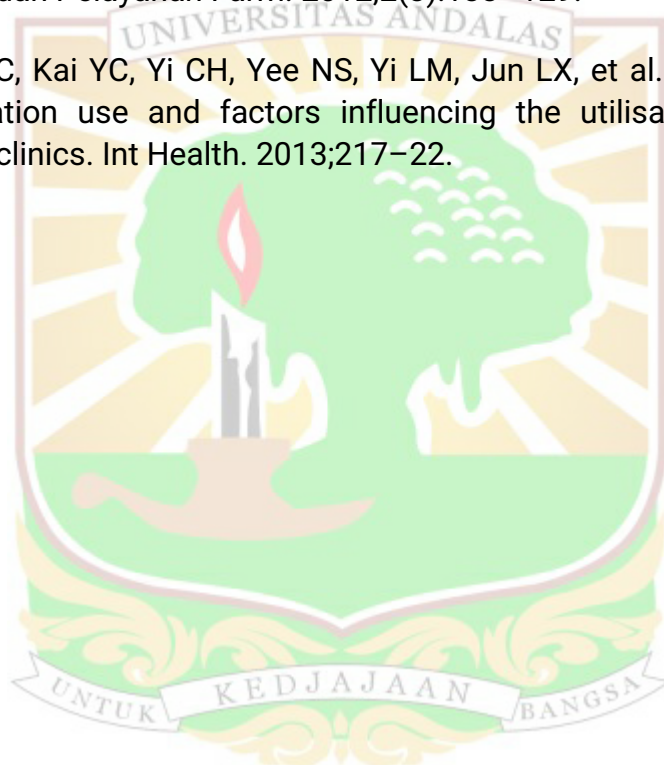 UNIVERSITAS ANDALAS
C, Kai YC, Yi CH, Yee NS, Yi LM, Jun LX, et al.
ation use and factors influencing the utilisa
clinics. Int Health. 2013;217–22.
UNTUK KEDJAJAAN BANGSA